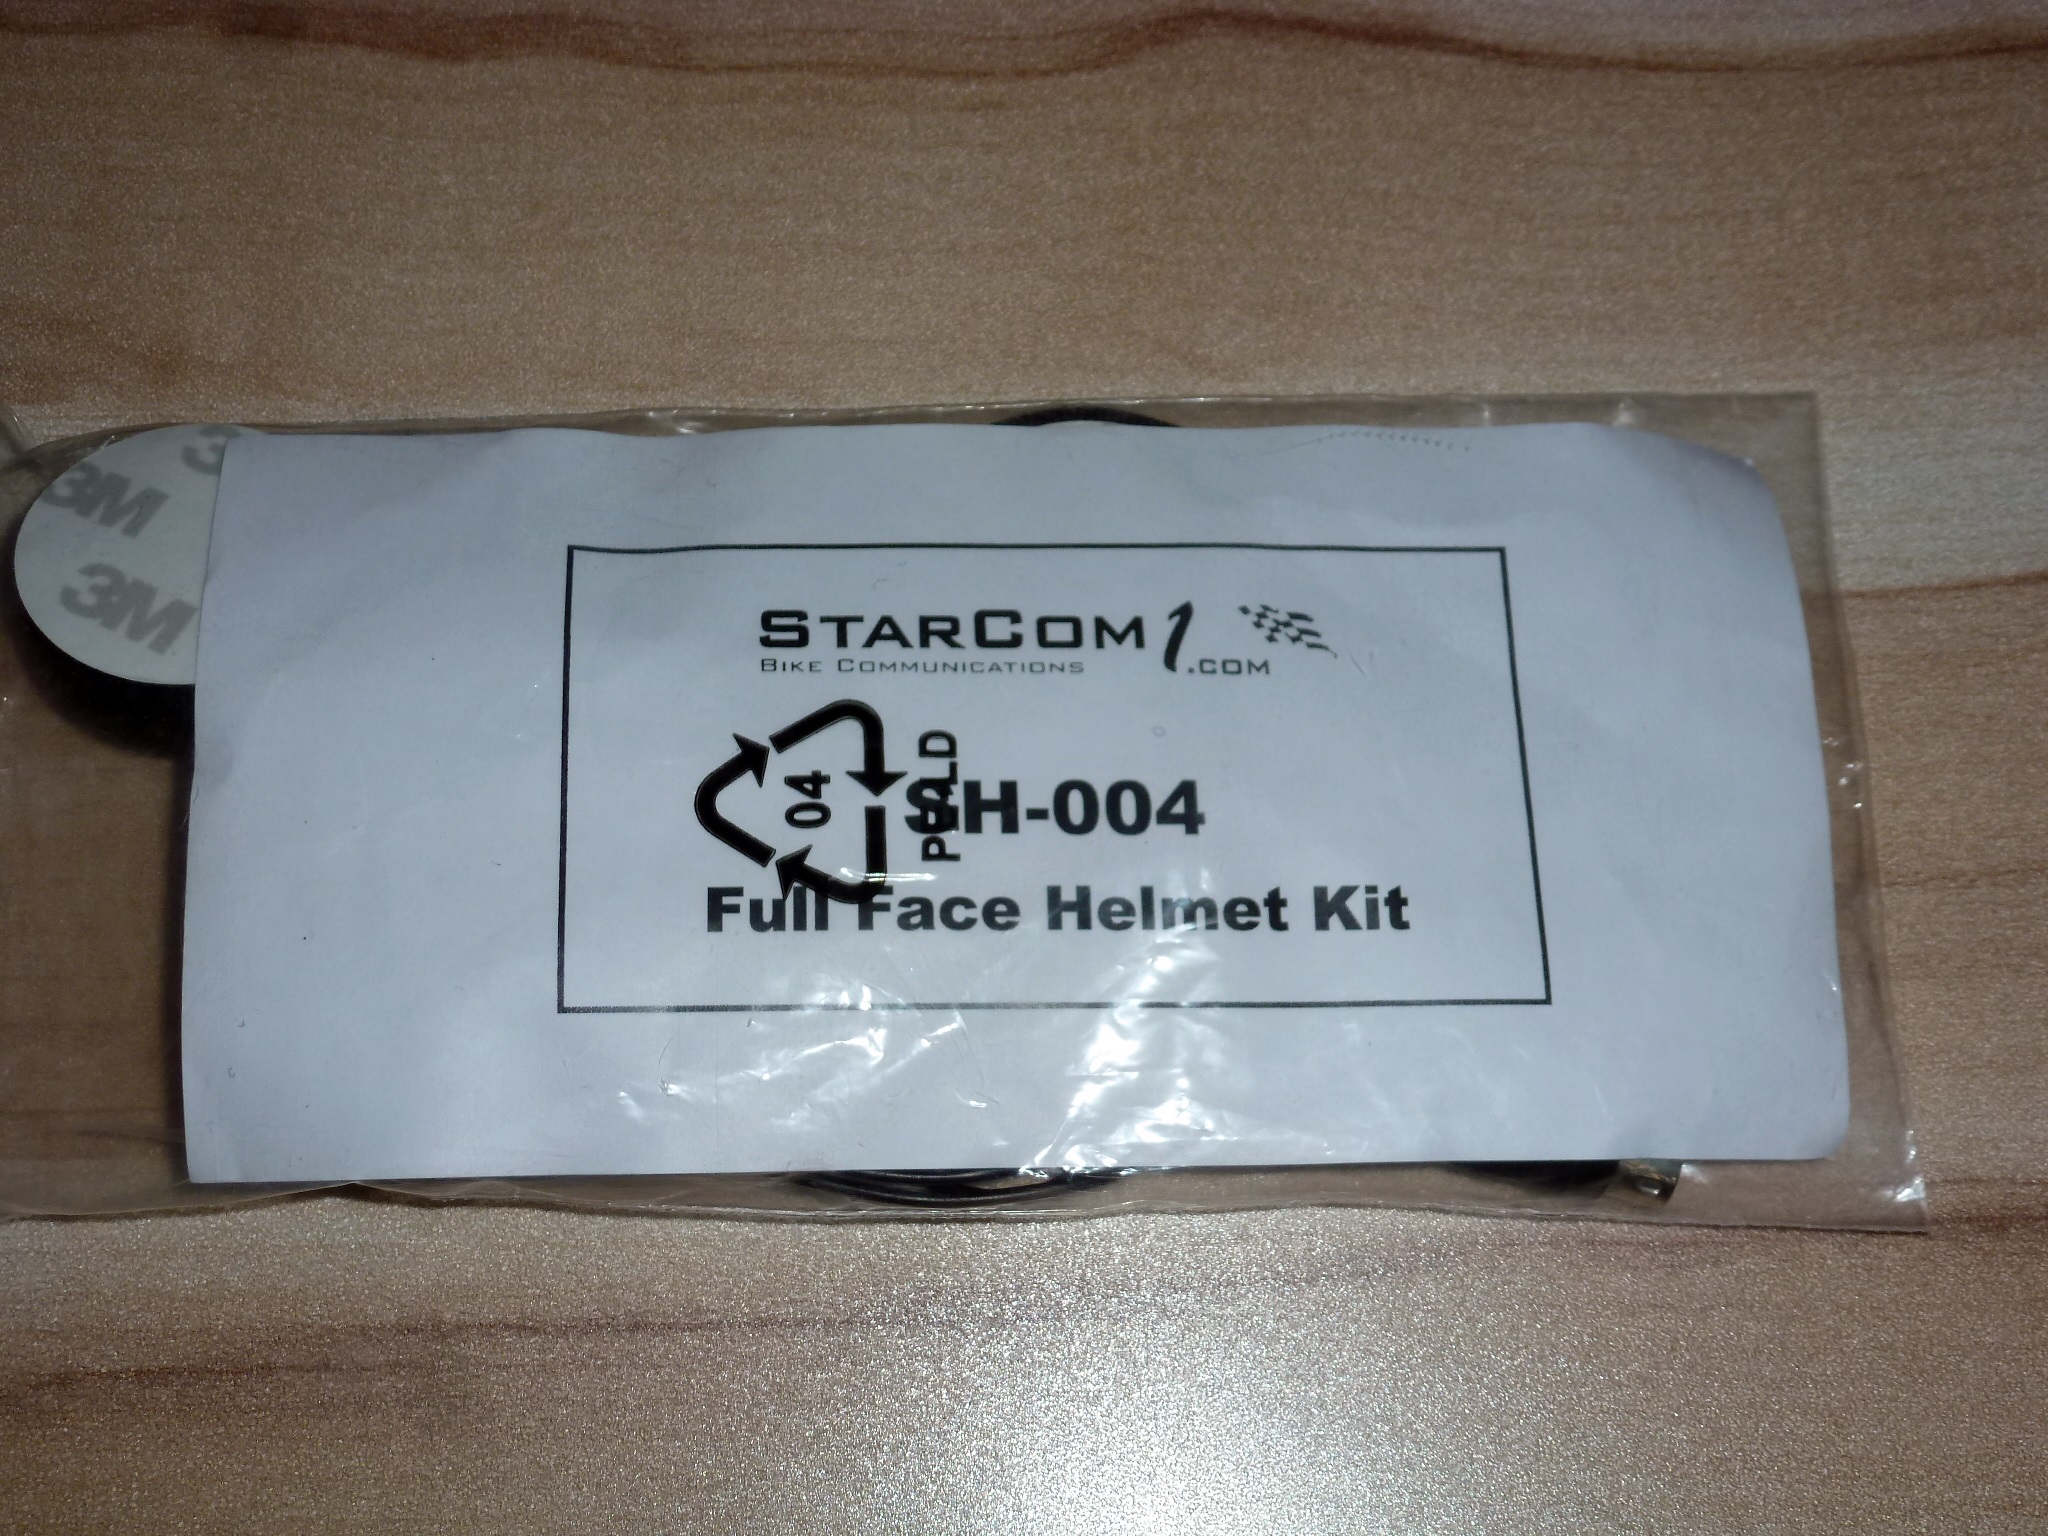 3M
3M
STARCOM1.COM
BIKE COMMUNICATIONS
04
PE-LD
SH-004
Full Face Helmet Kit